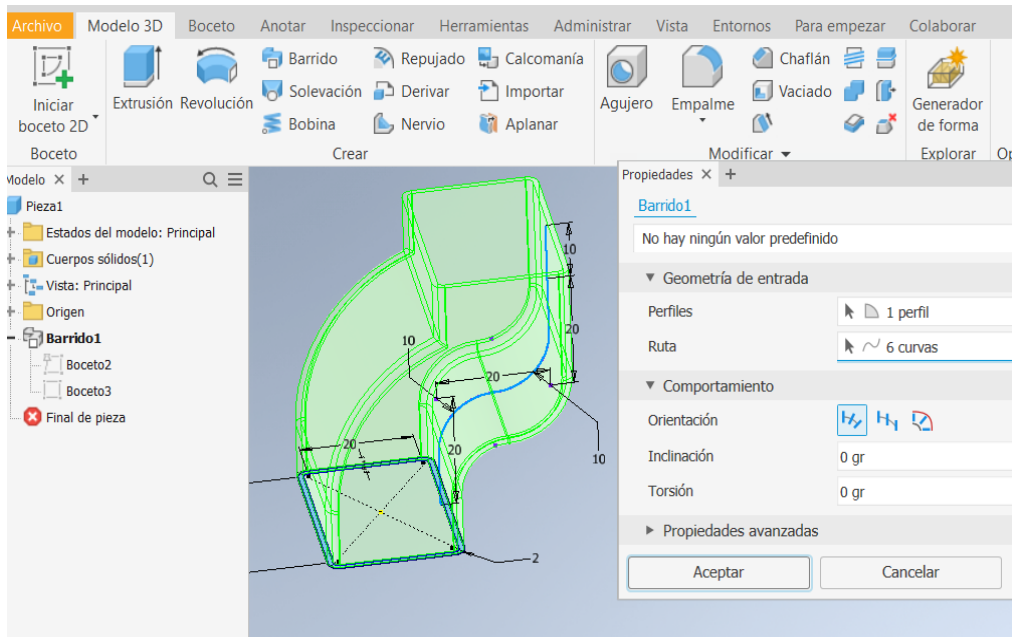 Archivo Modelo 3D Boceto Anotar Inspeccionar Herramientas Administrar Vista Entornos Para empezar Colaborar
Iniciar
boceto 2D
Extrusión
Revolución
Barrido
Solevación
Bobina
Repujado
Derivar
Nervio
Calcomanía
Importar
Aplanar
Agujero
Empalme
Chaflán
Vaciado
Generador
de forma
Boceto
Crear
Modificar
Explorar
Modelo × +
Pieza1
Estados del modelo: Principal
Cuerpos sólidos(1)
Vista: Principal
Origen
Barrido1
Boceto2
Boceto3
Final de pieza
10
20
10
20
20
20
10
2
Propiedades × +
Barrido1
No hay ningún valor predefinido
Geometría de entrada
Perfiles 1 perfil
Ruta 6 curvas
Comportamiento
Orientación
Inclinación 0 gr
Torsión 0 gr
Propiedades avanzadas
Aceptar Cancelar